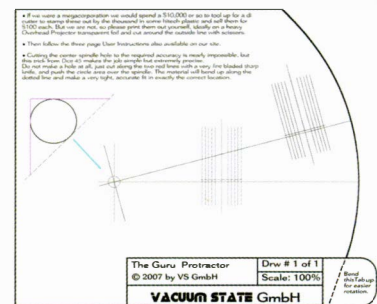 • If we were a megacorporation we would spend a $10,000 or so to tool up for a di
cutter to stamp these out by the thousand in some hitech plastic and sell them for
$100 each. But we are not, so please print them out yourself, ideally on a heavy
Overhead Projector transparent foil and cut around the outline line with scissors.
• Then follow the three page User Instructions also available on our site.
• Cutting the center spindle hole to the required accuracy is nearly impossible, but
this trick from Dice 45 makes the job simple but extremely precise.
Do not make a hole at all, just cut along the two red lines with a very fine bladed sharp
knife, and push the circle area over the spindle. The material will bend up along the
dotted line and make a very tight, accurate fit in exactly the correct location.
The Guru Protractor
Drw # 1 of 1
© 2007 by VS GmbH
Scale: 100%
VACUUM STATE GmbH
Bend
this Tab up
for easier
rotation.